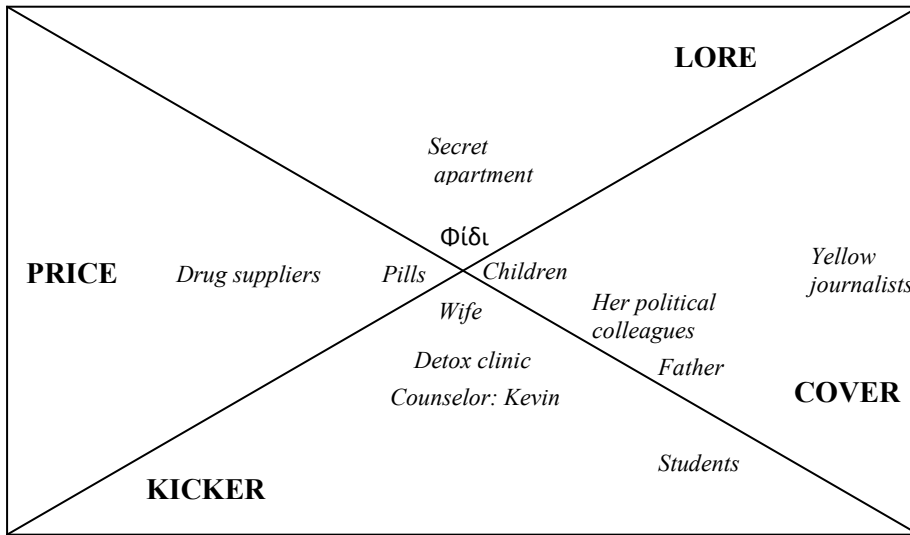 LORE
Secret
apartment
Φίδι
PRICE
Drug suppliers
Pills
Children
Yellow
journalists
Wife
Her political
colleagues
Detox clinic
Father
Counselor: Kevin
COVER
Students
KICKER